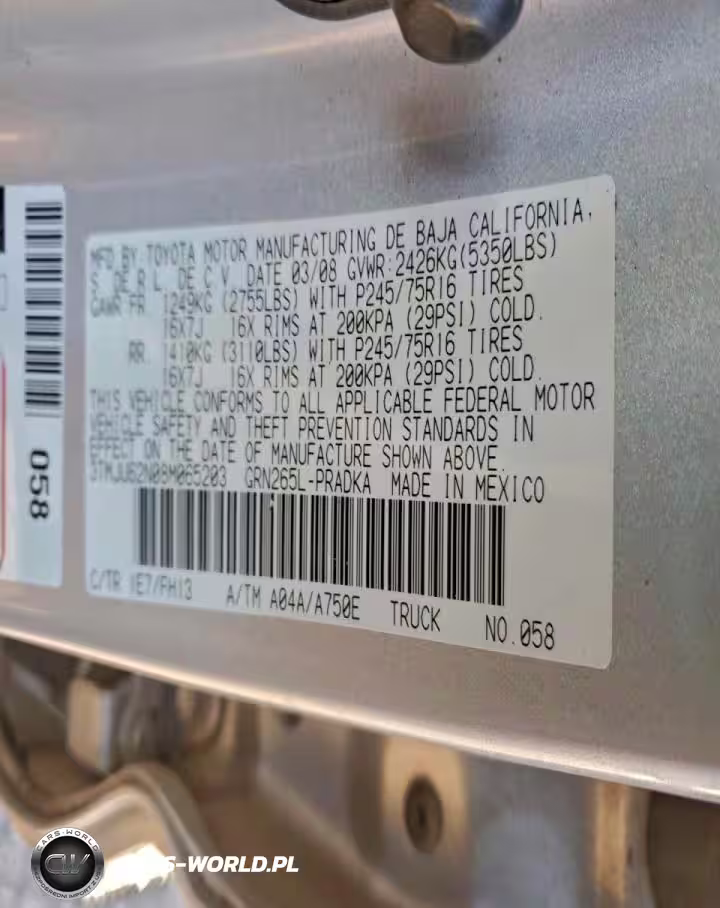 MFD BY TOYOTA MOTOR MANUFACTURING DE BAJA CALIFORNIA,
S. DE R L. DE C V. DATE 03/08 GVWR:2426KG(5350LBS)
GAWR FR. 1249KG (2755LBS) WITH P245/75R16 TIRES
16X7J 16X RIMS AT 200KPA (29PSI) COLD.
RR. 1410KG (3110LBS) WITH P245/75R16 TIRES
16X7J 16X RIMS AT 200KPA (29PSI) COLD.
THIS VEHICLE CONFORMS TO ALL APPLICABLE FEDERAL MOTOR
VEHICLE SAFETY AND THEFT PREVENTION STANDARDS IN
EFFECT ON THE DATE OF MANUFACTURE SHOWN ABOVE.
3TMJU62N08M065203 GRN265L-PRADKA MADE IN MEXICO
C/TR 1E7/FH13 A/TM A04A/A750E TRUCK NO.058
058
CARS-WORLD
CW
-WORLD.PL